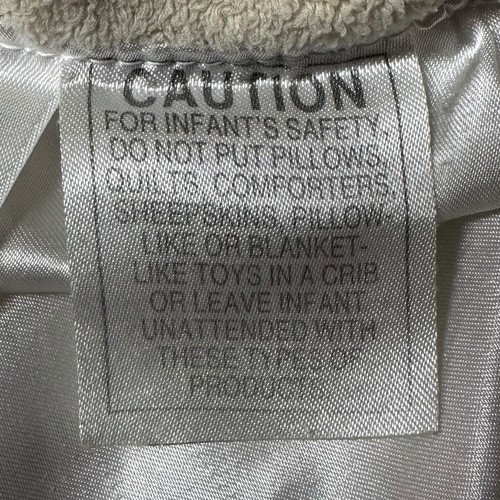 CAUTION
FOR INFANT'S SAFETY,
DO NOT PUT PILLOWS,
QUILTS, COMFORTERS,
SHEEPSKINS, PILLOW-
LIKE OR BLANKET-
LIKE TOYS IN A CRIB
OR LEAVE INFANT
UNATTENDED WITH
THESE TYPES OF
PRODUCTS.